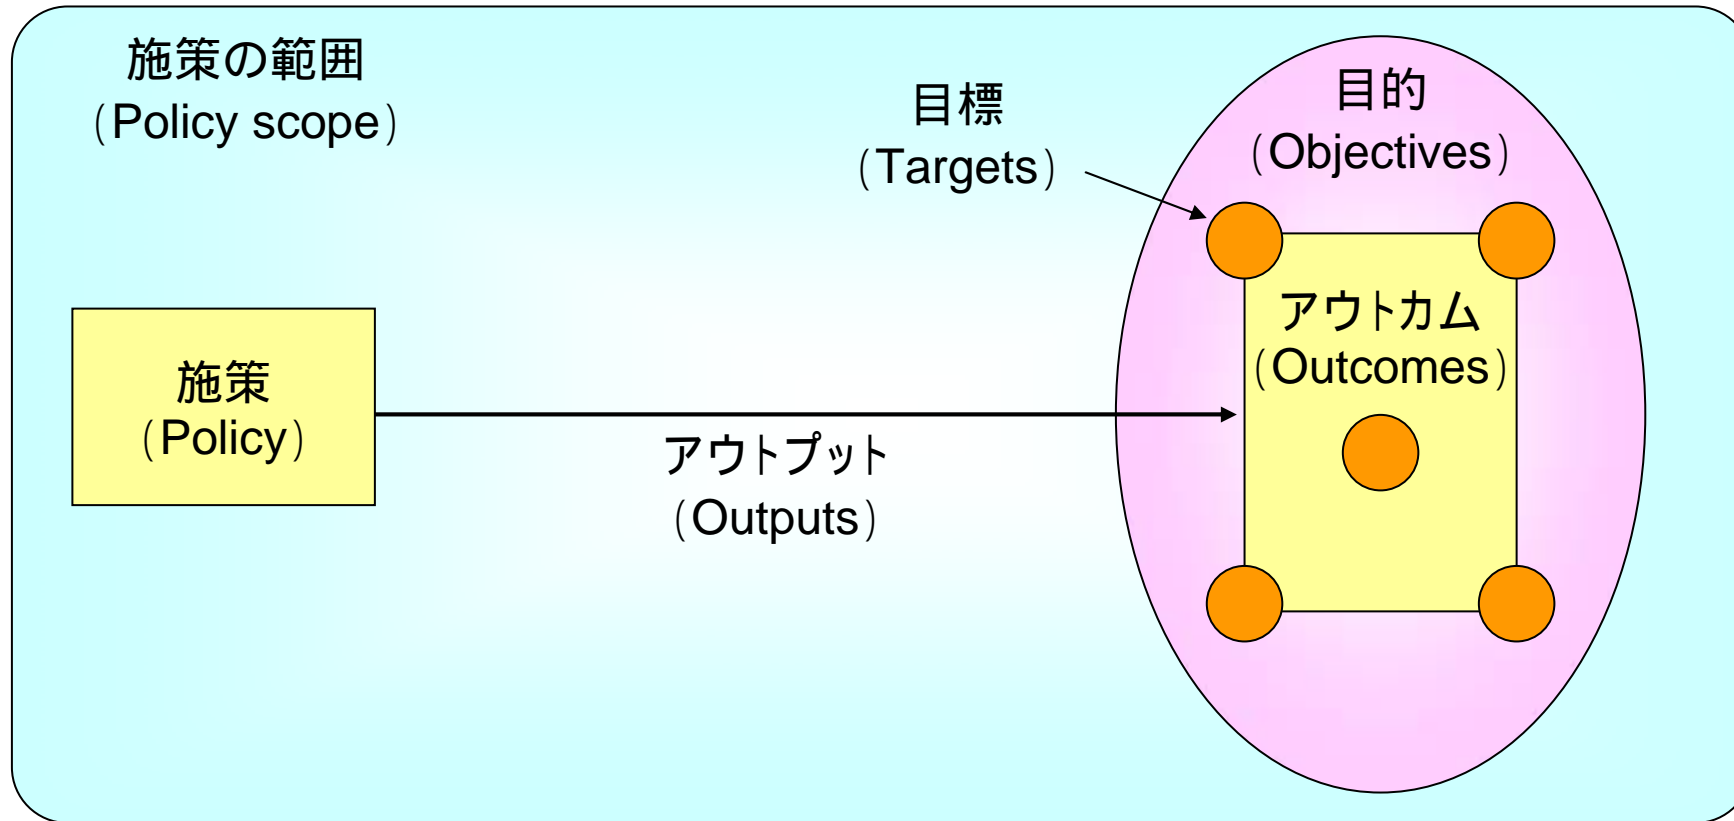 施策の範囲
（Policy scope）
目標
（Targets）
目的
（Objectives）
施策
（Policy）
アウトプット
（Outputs）
アウトカム
（Outcomes）